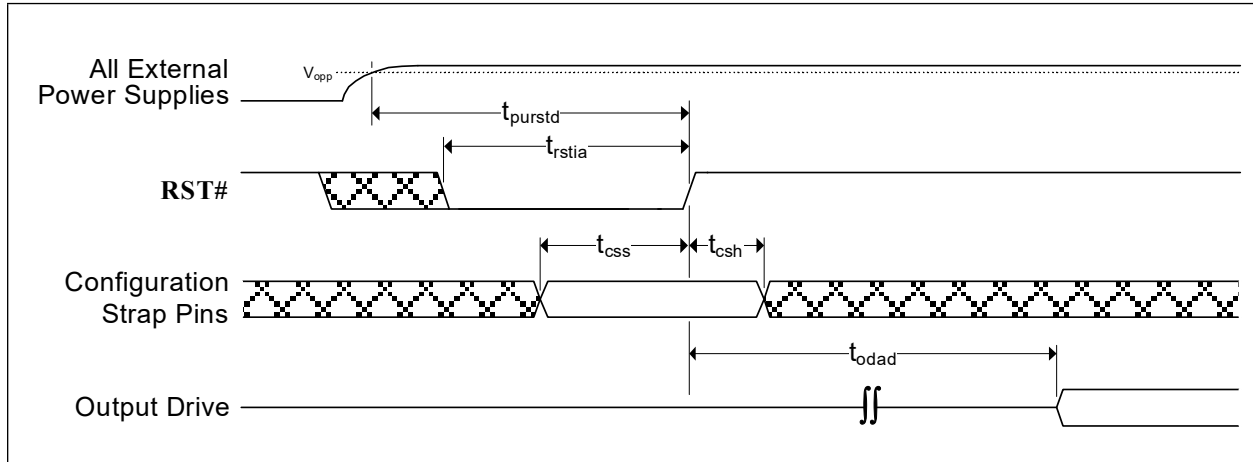 All External
Power Supplies
Vopp
tpurstd
trstia
RST#
tcss
tcsh
Configuration
Strap Pins
todad
Output Drive